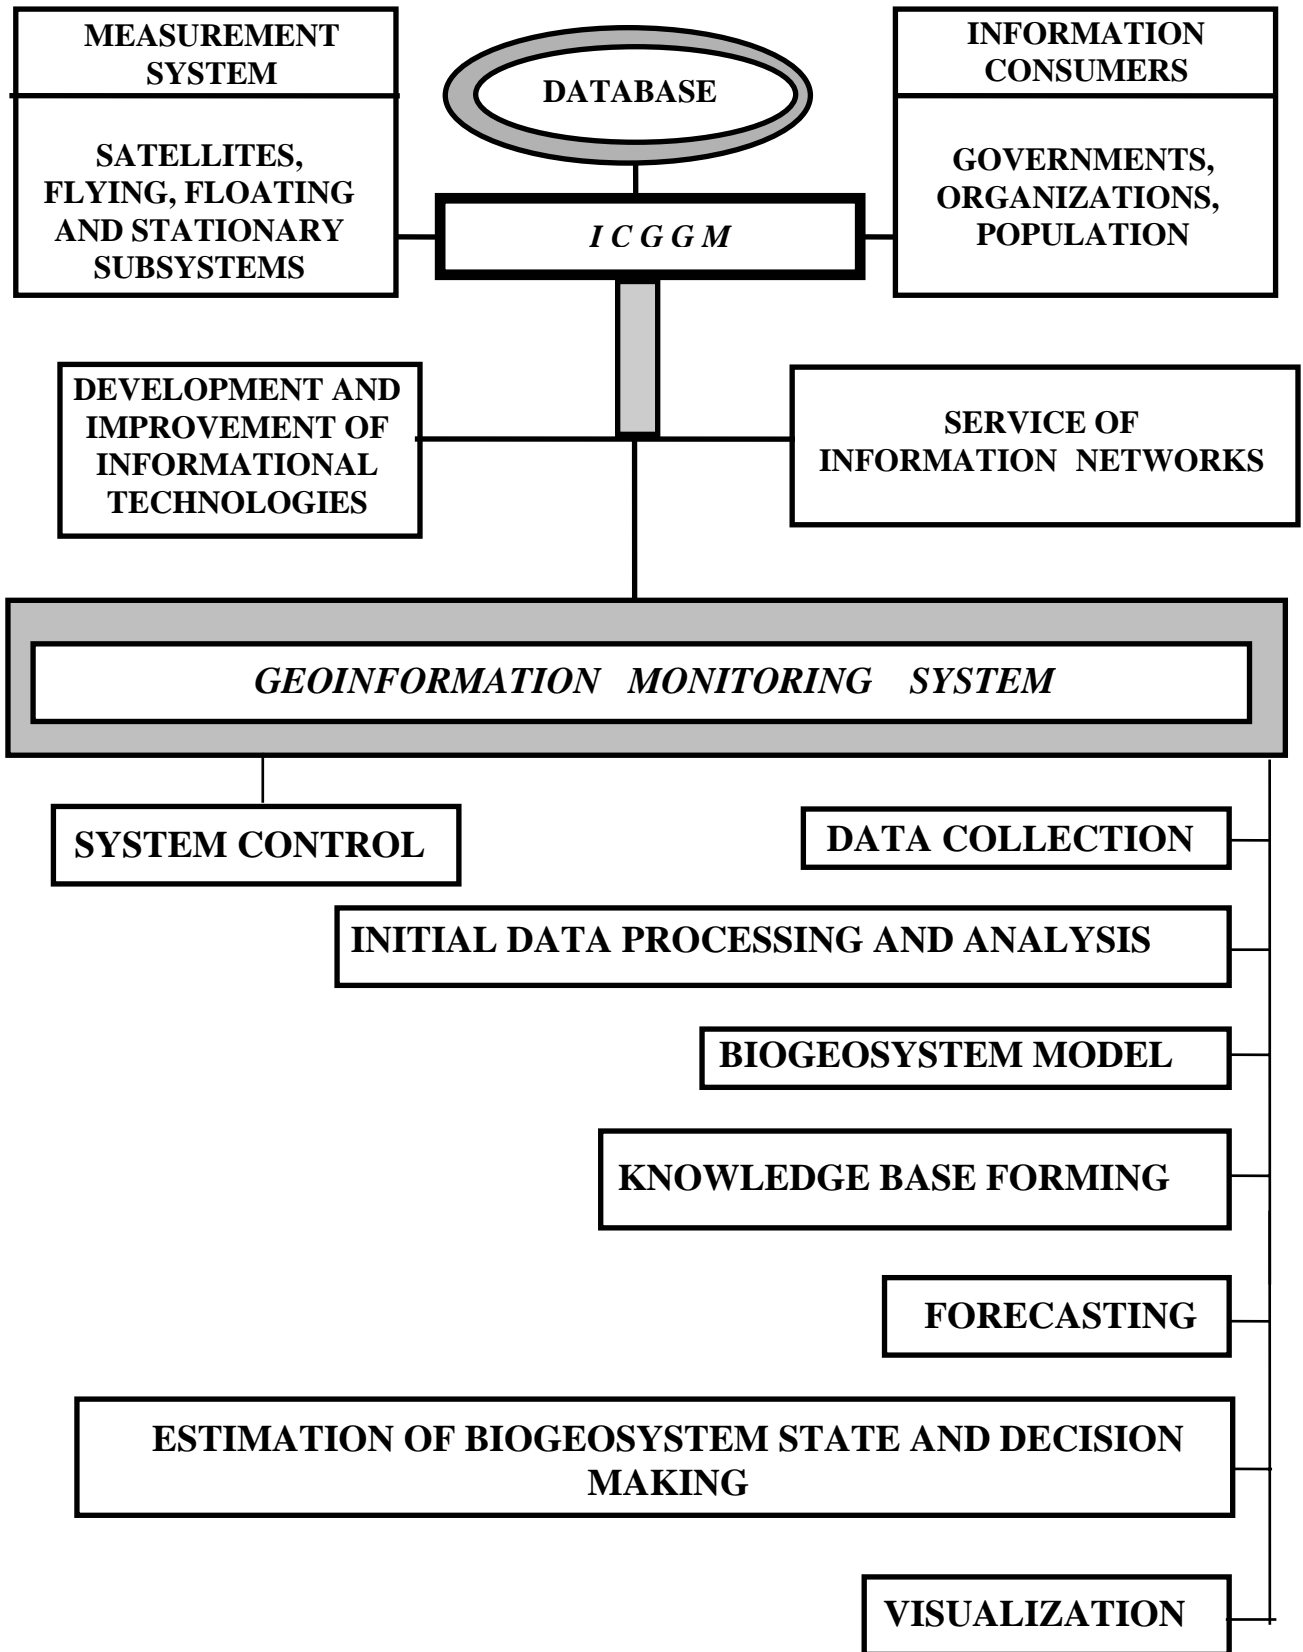 MEASUREMENT
SYSTEM
SATELLITES,
FLYING, FLOATING
AND STATIONARY
SUBSYSTEMS
DATABASE
I C G G M
INFORMATION
CONSUMERS
GOVERNMENTS,
ORGANIZATIONS,
POPULATION
DEVELOPMENT AND
IMPROVEMENT OF
INFORMATIONAL
TECHNOLOGIES
SERVICE OF
INFORMATION NETWORKS
GEOINFORMATION MONITORING SYSTEM
SYSTEM CONTROL
DATA COLLECTION
INITIAL DATA PROCESSING AND ANALYSIS
BIOGEOSYSTEM MODEL
KNOWLEDGE BASE FORMING
FORECASTING
ESTIMATION OF BIOGEOSYSTEM STATE AND DECISION
MAKING
VISUALIZATION